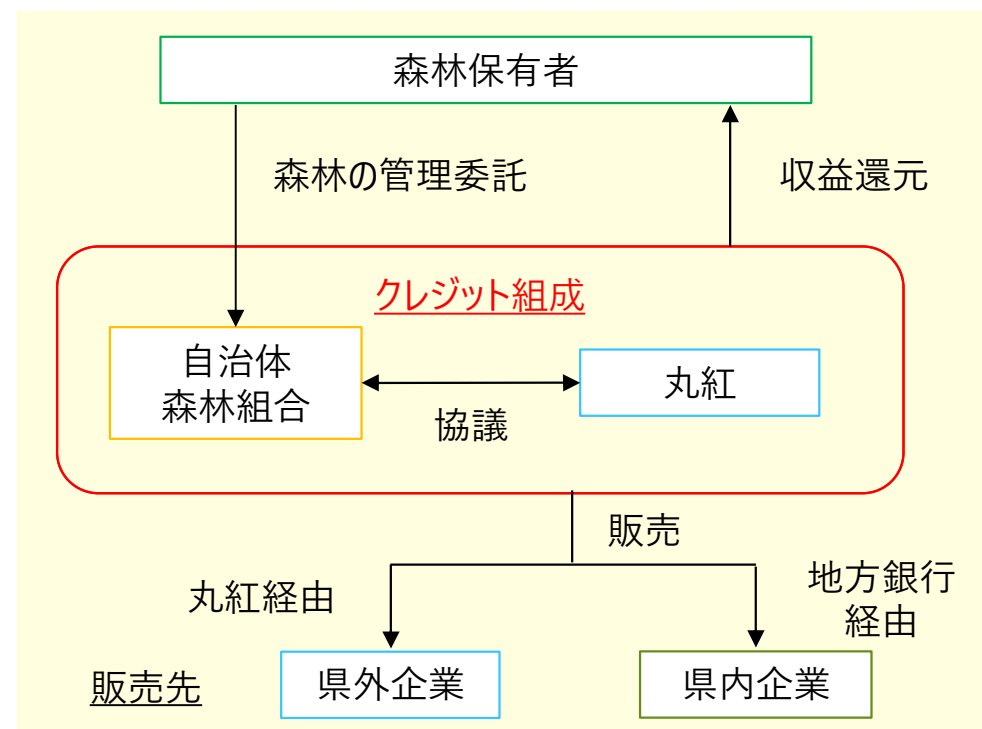 森林保有者
森林の管理委託
収益還元
クレジット組成
自治体
森林組合
丸紅
協議
販売
丸紅経由
地方銀行
経由
販売先
県外企業
県内企業